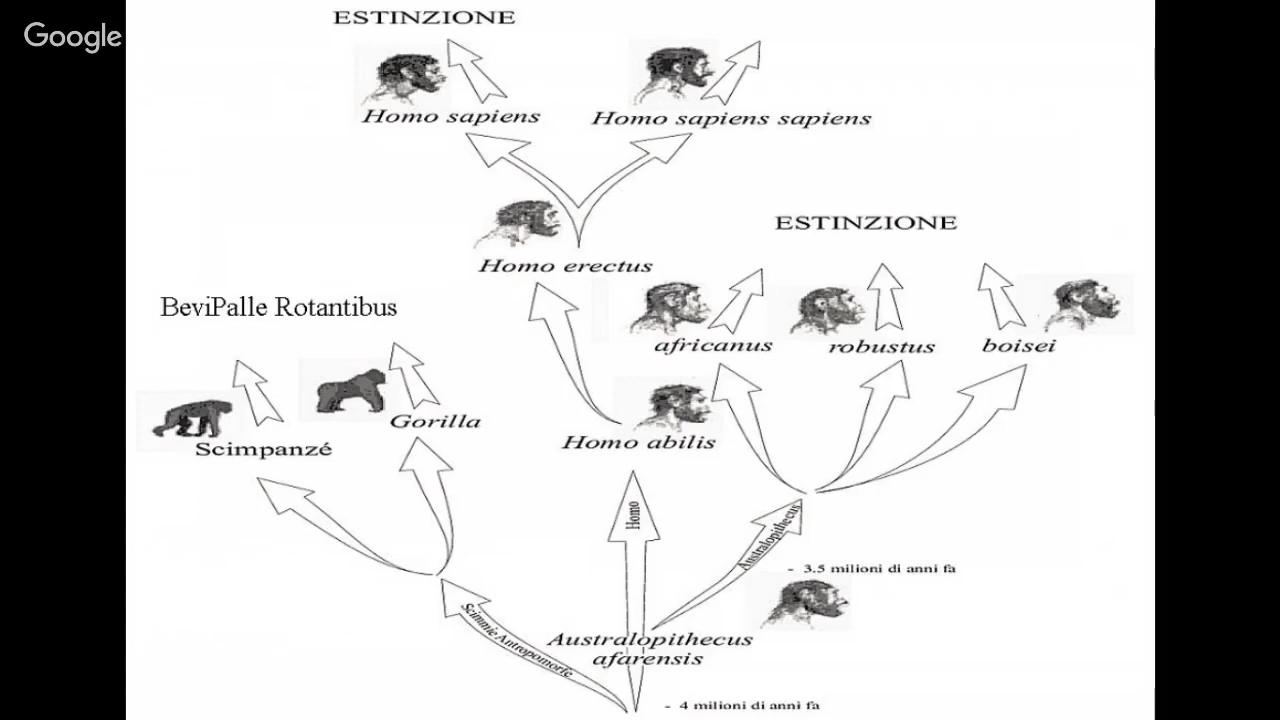 Google
ESTINZIONE
Homo sapiens
Homo sapiens sapiens
ESTINZIONE
Homo erectus
BeviPalle Rotantibus
africanus
robustus
boisei
Gorilla
Homo abilis
Scimpanzé
Homo
Australopithecus
- 3.5 milioni di anni fa
Scimmie Antropomorfe
Australopithecus
afarensis
- 4 milioni di anni fa